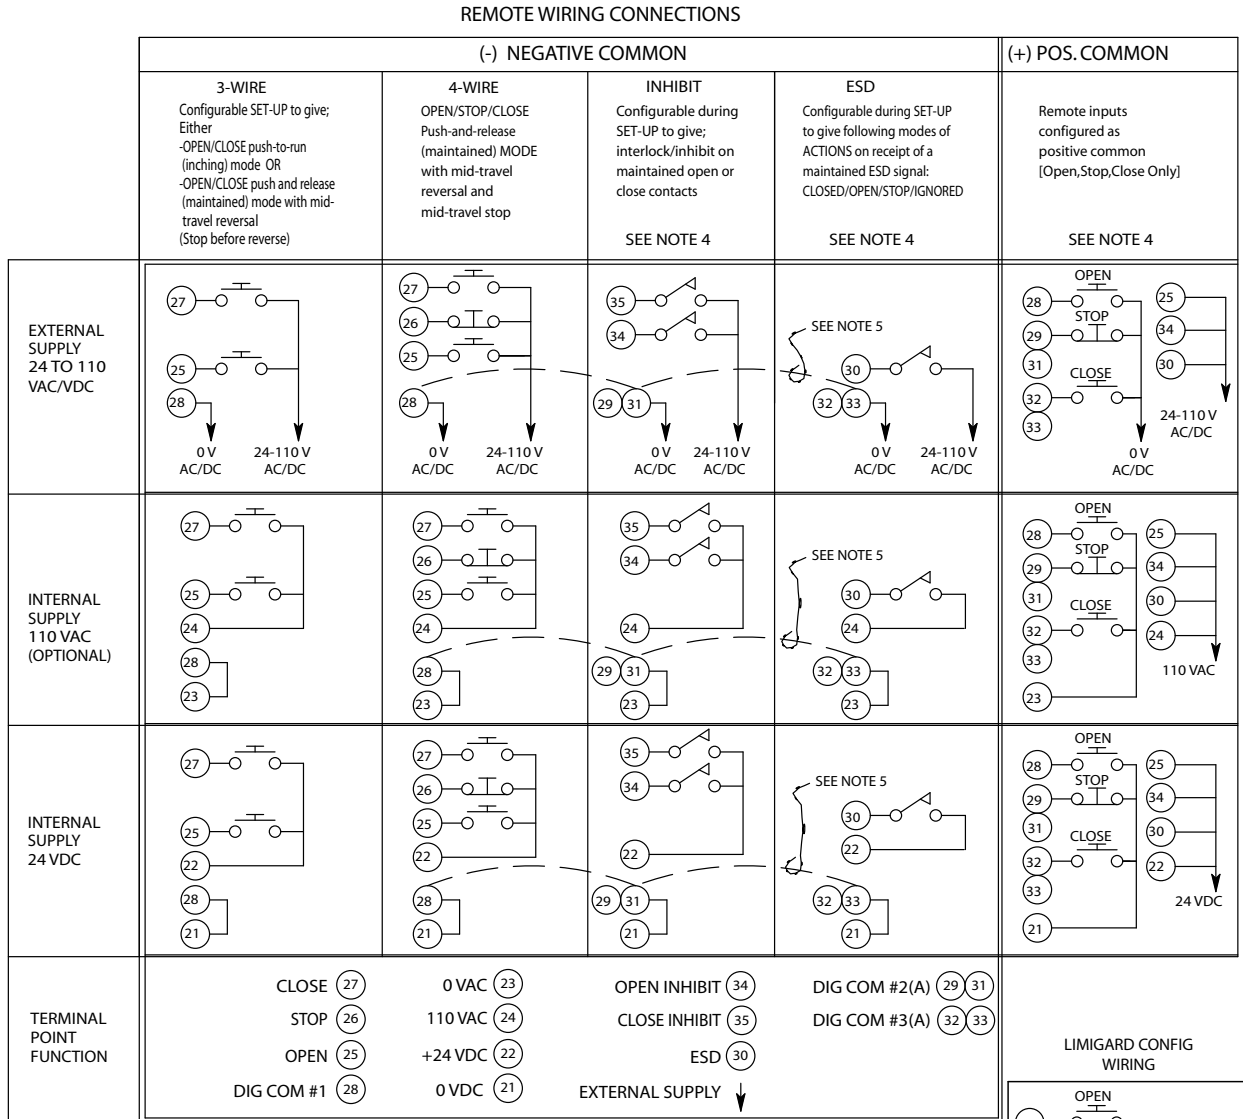 REMOTE WIRING CONNECTIONS
(-) NEGATIVE COMMON
(+) POS. COMMON
3-WIRE
Configurable SET-UP to give;
Either
-OPEN/CLOSE push-to-run
(inching) mode OR
-OPEN/CLOSE push and release
(maintained) mode with mid-
travel reversal
(Stop before reverse)
4-WIRE
OPEN/STOP/CLOSE
Push-and-release
(maintained) MODE
with mid-travel
reversal and
mid-travel stop
INHIBIT
Configurable during
SET-UP to give;
interlock/inhibit on
maintained open or
close contacts
SEE NOTE 4
ESD
Configurable during SET-UP
to give following modes of
ACTIONS on receipt of a
maintained ESD signal:
CLOSED/OPEN/STOP/IGNORED
SEE NOTE 4
Remote inputs
configured as
positive common
[Open,Stop,Close Only]
SEE NOTE 4
EXTERNAL
SUPPLY
24 TO 110
VAC/VDC
27
25
28
0 V
AC/DC
24-110 V
AC/DC
27
26
25
28
0 V
AC/DC
24-110 V
AC/DC
35
34
29 31
0 V
AC/DC
24-110 V
AC/DC
SEE NOTE 5
30
32 33
0 V
AC/DC
24-110 V
AC/DC
OPEN
28
STOP
29
31
CLOSE
32
33
0 V
AC/DC
25
34
30
24-110 V
AC/DC
INTERNAL
SUPPLY
110 VAC
(OPTIONAL)
27
25
24
28
23
27
26
25
24
28
23
35
34
24
29 31
23
SEE NOTE 5
30
24
32 33
23
OPEN
28
STOP
29
31
CLOSE
32
33
23
25
34
30
24
110 VAC
INTERNAL
SUPPLY
24 VDC
27
25
22
28
21
27
26
25
22
28
21
35
34
22
29 31
21
SEE NOTE 5
30
22
32 33
21
OPEN
28
STOP
29
31
CLOSE
32
33
21
25
34
30
22
24 VDC
TERMINAL
POINT
FUNCTION
CLOSE 27
STOP 26
OPEN 25
DIG COM #1 28
0 VAC 23
110 VAC 24
+24 VDC 22
0 VDC 21
OPEN INHIBIT 34
CLOSE INHIBIT 35
ESD 30
EXTERNAL SUPPLY
DIG COM #2(A) 29 31
DIG COM #3(A) 32 33
LIMIGARD CONFIG
WIRING
OPEN